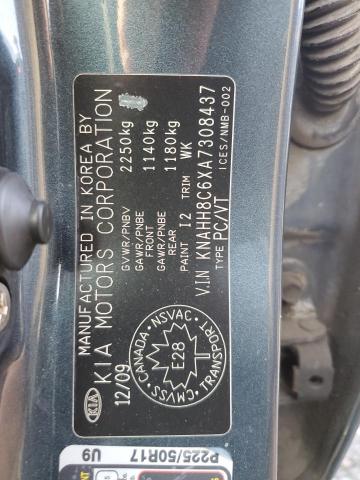 MANUFACTURED IN KOREA BY
KIA MOTORS CORPORATION
KIA
12/09
GVWR/PNBV 2250kg
GAWR/PNBE FRONT 1140kg
GAWR/PNBE REAR 1180kg
PAINT I2 TRIM WK
ICES/NMB-002
V.I.N KNAHH8C6XA7308437
TYPE PC/VT
CANADA • NSVAC •
E28
CMVSS • TRANSPORT
P225/50R17
U9